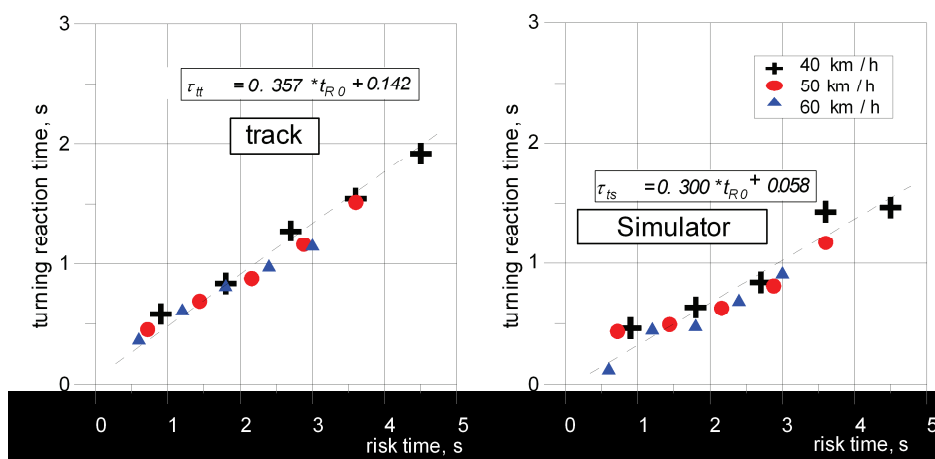 3
τtt = 0. 357 *tR0 + 0.142
track
2
1
0
turning reaction time, s
0 1 2 3 4 5
risk time, s
3
40 km / h
50 km / h
60 km / h
2
τts = 0. 300 *tR0 + 0.058
Simulator
1
0
turning reaction time, s
0 1 2 3 4 5
risk time, s